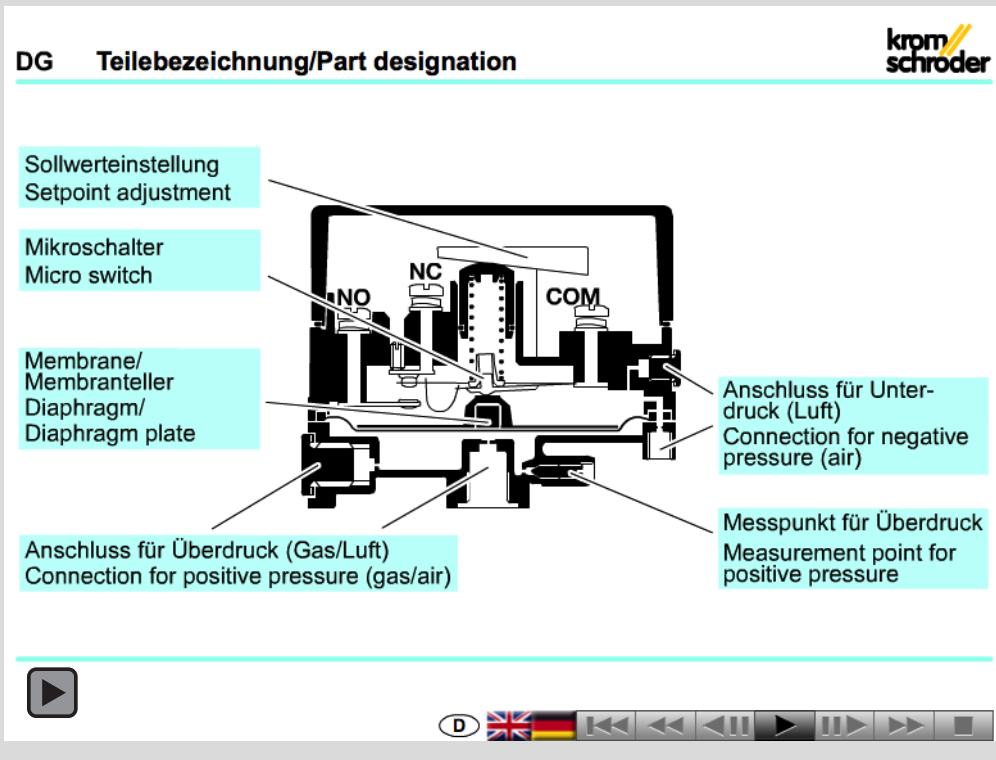 DG Teilebezeichnung/Part designation
krom
schroder
Sollwerteinstellung
Setpoint adjustment
Mikroschalter
Micro switch
NC
NO
COM
Membrane/
Membranteller
Diaphragm/
Diaphragm plate
Anschluss für Unter-
druck (Luft)
Connection for negative
pressure (air)
Messpunkt für Überdruck
Measurement point for
positive pressure
Anschluss für Überdruck (Gas/Luft)
Connection for positive pressure (gas/air)
D